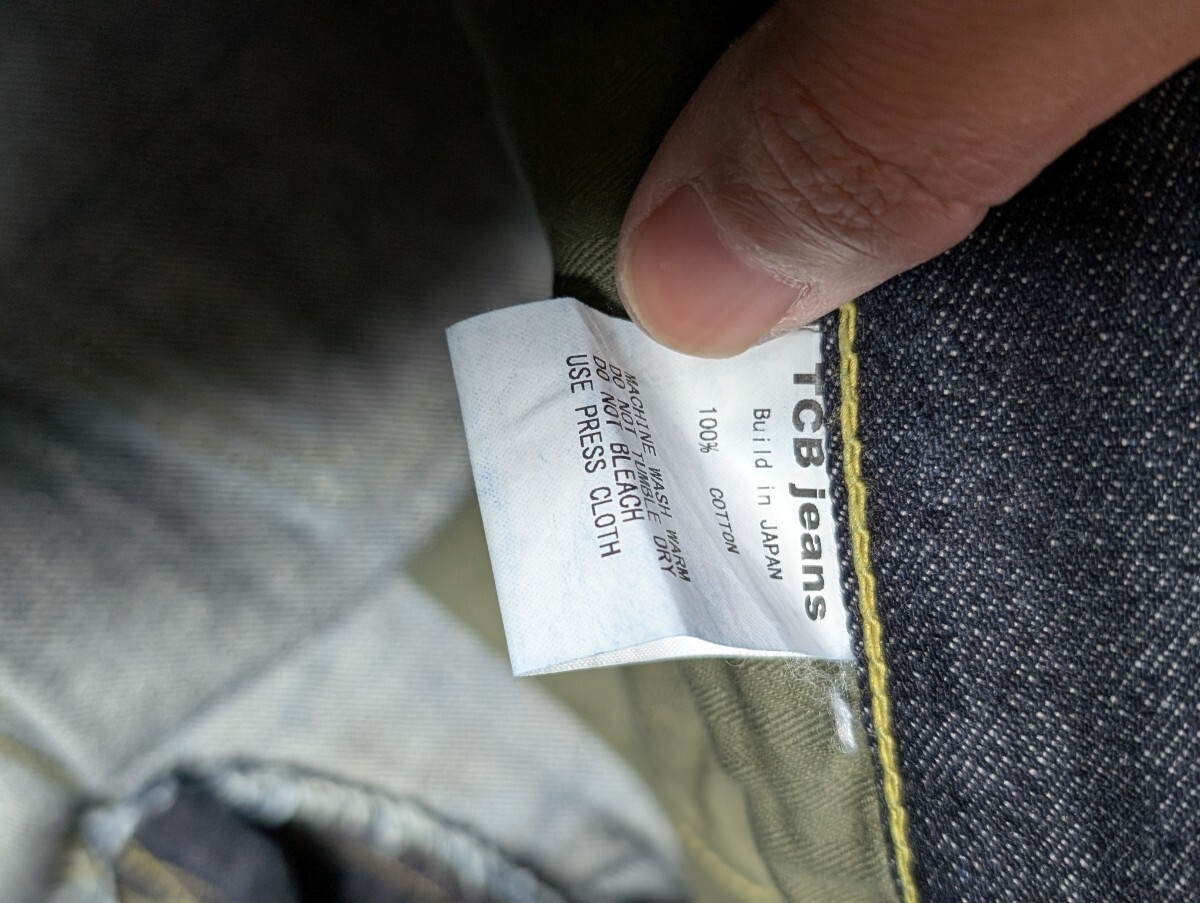 TCB jeans
Build in JAPAN
100% COTTON
MACHINE WASH WARM
DO NOT TUMBLE DRY
DO NOT BLEACH
USE PRESS CLOTH